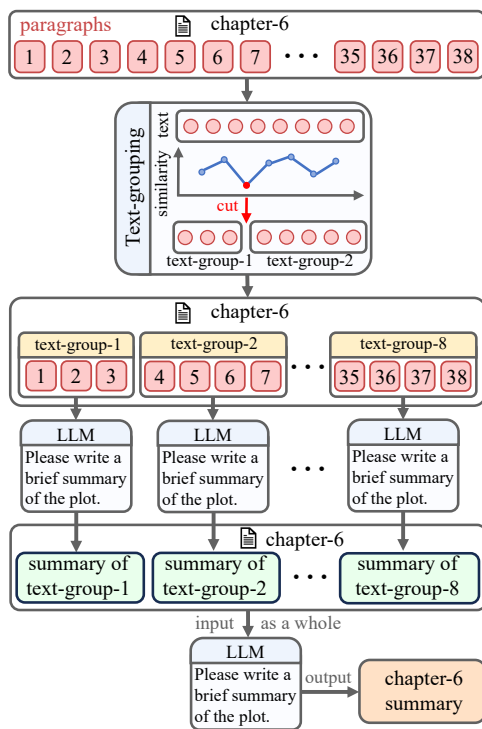 paragraphs
chapter-6
1 2 3 4 5 6 7 ··· 35 36 37 38
Text-grouping
text
similarity
cut
text-group-1 text-group-2
chapter-6
text-group-1 text-group-2 text-group-8
1 2 3 4 5 6 7 ··· 35 36 37 38
LLM
Please write a
brief summary
of the plot.
LLM
Please write a
brief summary
of the plot.
···
LLM
Please write a
brief summary
of the plot.
chapter-6
summary of
text-group-1
summary of
text-group-2
···
summary of
text-group-8
input as a whole
LLM
Please write a
brief summary
of the plot.
output
chapter-6
summary